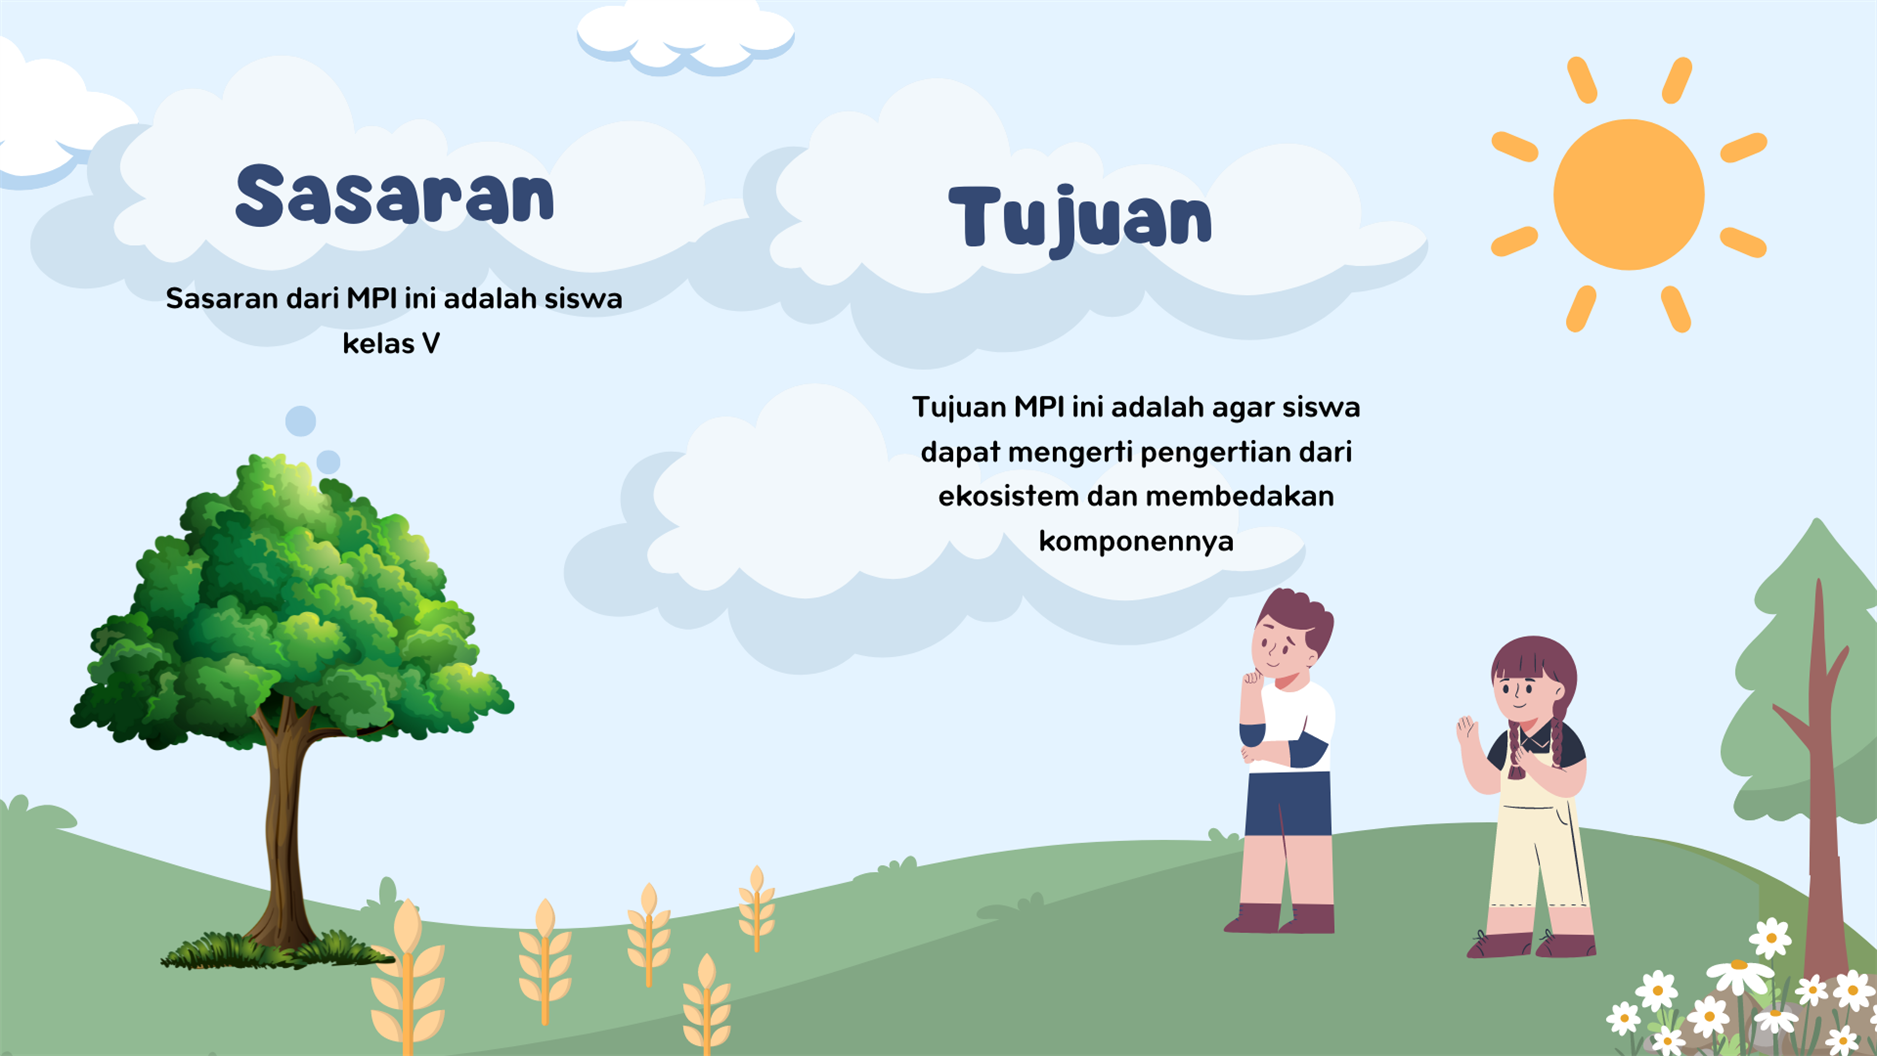 Sasaran
Sasaran dari MPI ini adalah siswa
kelas V
Tujuan
Tujuan MPI ini adalah agar siswa
dapat mengerti pengertian dari
ekosistem dan membedakan
komponennya